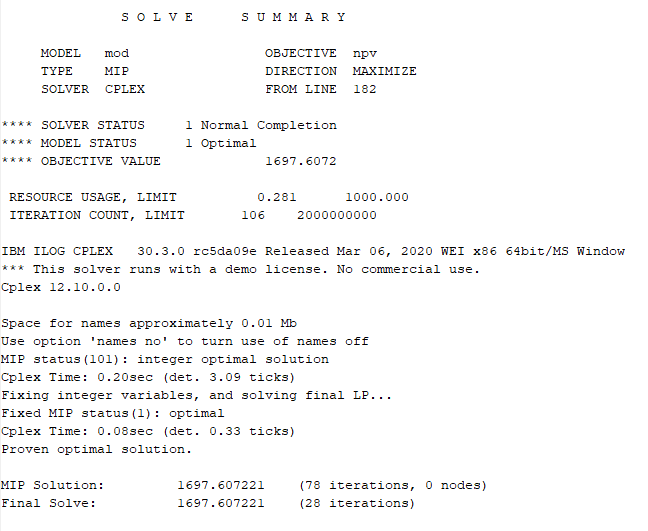 S O L V E      S U M M A R Y
MODEL   mod                 OBJECTIVE  npv
TYPE    MIP                 DIRECTION  MAXIMIZE
SOLVER  CPLEX               FROM LINE  182
**** SOLVER STATUS     1 Normal Completion
**** MODEL STATUS      1 Optimal
**** OBJECTIVE VALUE             1697.6072
RESOURCE USAGE, LIMIT          0.281      1000.000
ITERATION COUNT, LIMIT       106    2000000000
IBM ILOG CPLEX   30.3.0 rc5da09e Released Mar 06, 2020 WEI x86 64bit/MS Window
*** This solver runs with a demo license. No commercial use.
Cplex 12.10.0.0
Space for names approximately 0.01 Mb
Use option 'names no' to turn use of names off
MIP status(101): integer optimal solution
Cplex Time: 0.20sec (det. 3.09 ticks)
Fixing integer variables, and solving final LP...
Fixed MIP status(1): optimal
Cplex Time: 0.08sec (det. 0.33 ticks)
Proven optimal solution.
MIP Solution:         1697.607221    (78 iterations, 0 nodes)
Final Solve:          1697.607221    (28 iterations)